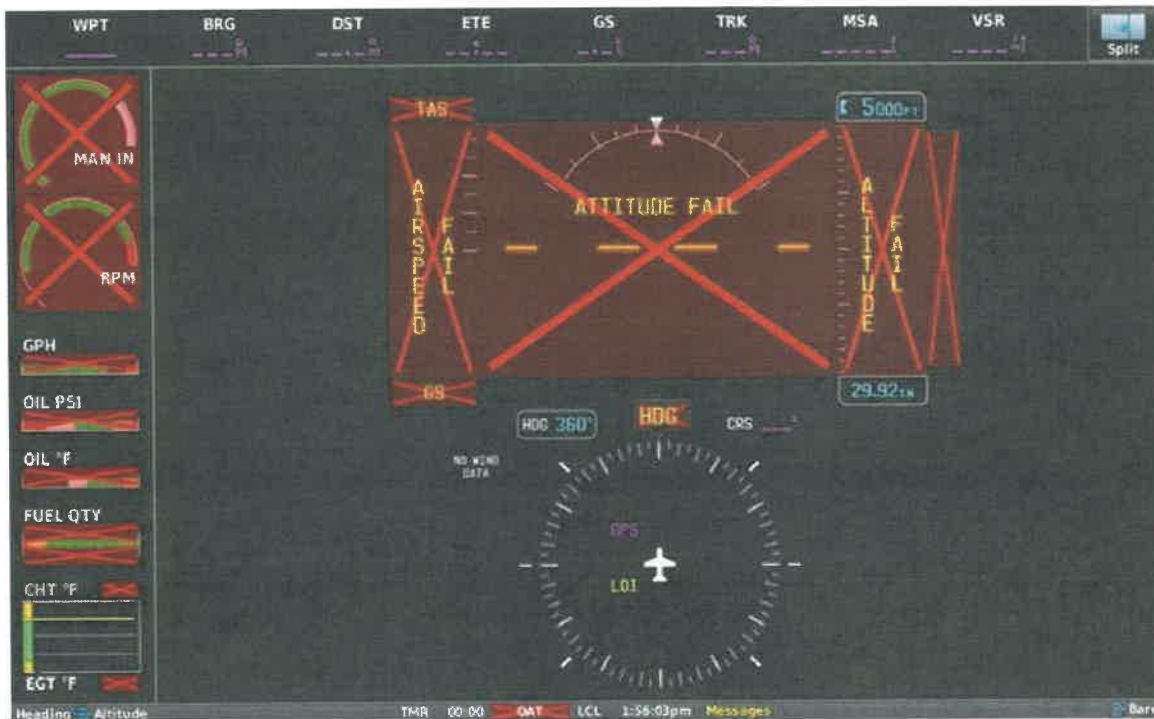 WPT BRG DST ETE GS TRK MSA VSR
Split
TAS
5000FT
MAN IN
ATTITUDE FAIL
AIRSPEED FAIL
ALTITUDE FAIL
RPM
GPH
GS
29.92IN
OIL PSI
HDG 360° HDG CRS
OIL °F
NO WIND
DATA
FUEL QTY
GPS
CHT °F
LOI
EGT °F
Heading Altitude TMR 00:00 OAT LCL 1:56:03pm Messages Baro